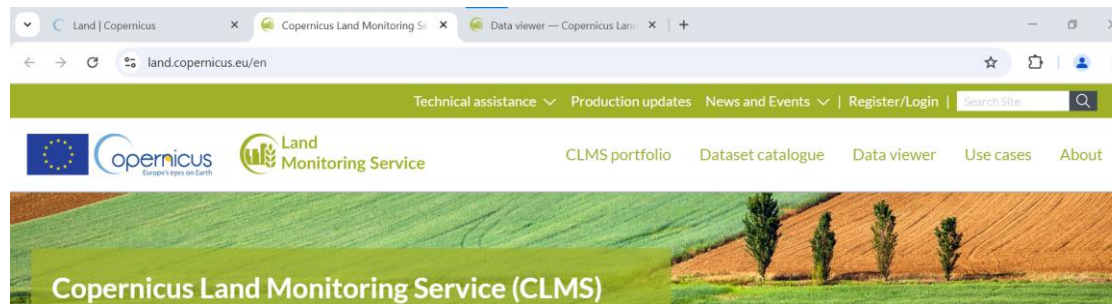 Land | Copernicus
Copernicus Land Monitoring Se
Data viewer — Copernicus Land
land.copernicus.eu/en
Technical assistance Production updates News and Events | Register/Login | Search Site
Copernicus
Europe's eyes on Earth
Land
Monitoring Service
CLMS portfolio Dataset catalogue Data viewer Use cases About
Copernicus Land Monitoring Service (CLMS)